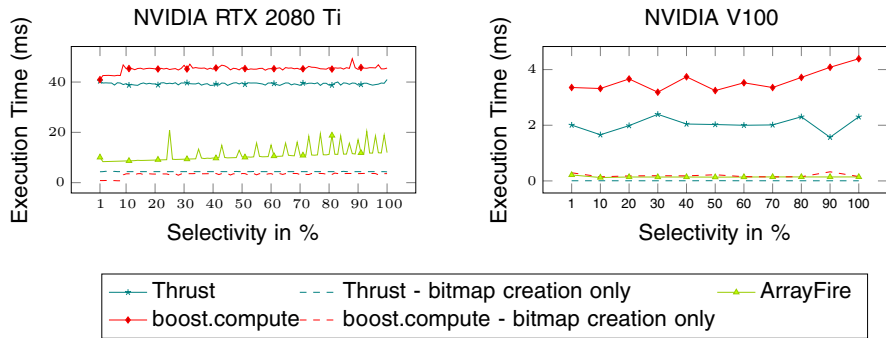 NVIDIA RTX 2080 Ti
NVIDIA V100
Execution Time (ms)
40
20
0
1 10 20 30 40 50 60 70 80 90 100
Selectivity in %
Execution Time (ms)
4
2
0
1 10 20 30 40 50 60 70 80 90 100
Selectivity in %
Thrust
Thrust - bitmap creation only
ArrayFire
boost.compute
boost.compute - bitmap creation only